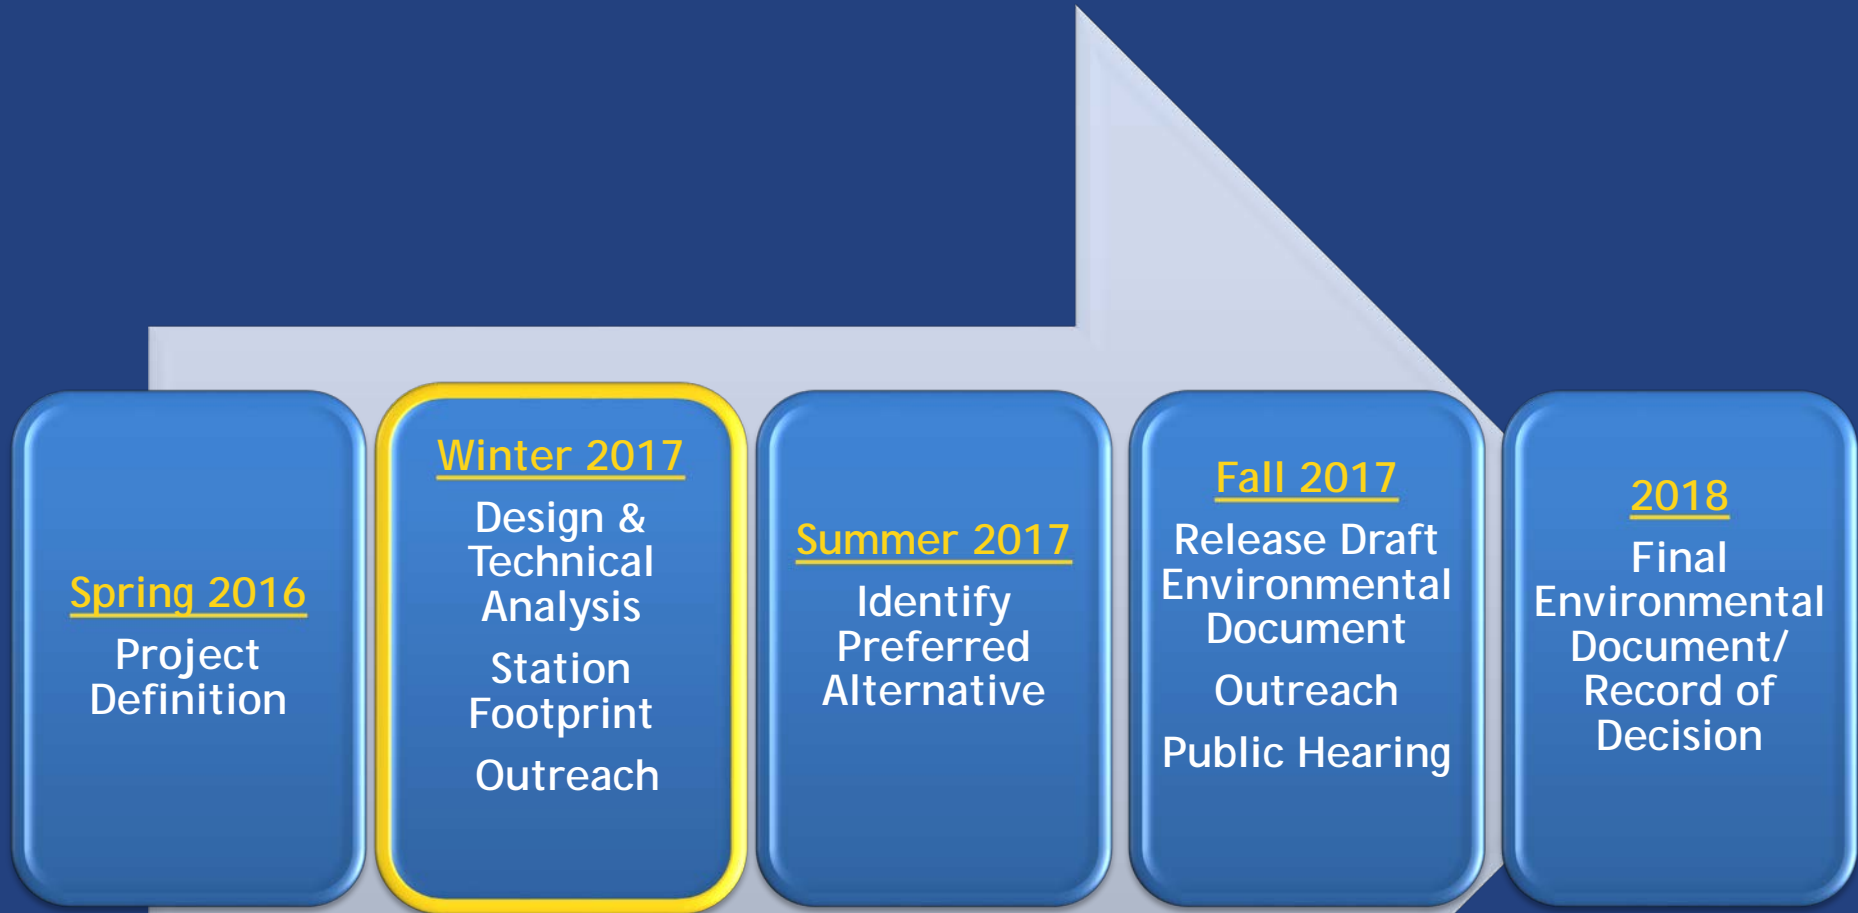 Spring 2016
Project
Definition
Winter 2017
Design &
Technical
Analysis
Station
Footprint
Outreach
Summer 2017
Identify
Preferred
Alternative
Fall 2017
Release Draft
Environmental
Document
Outreach
Public Hearing
2018
Final
Environmental
Document/
Record of
Decision